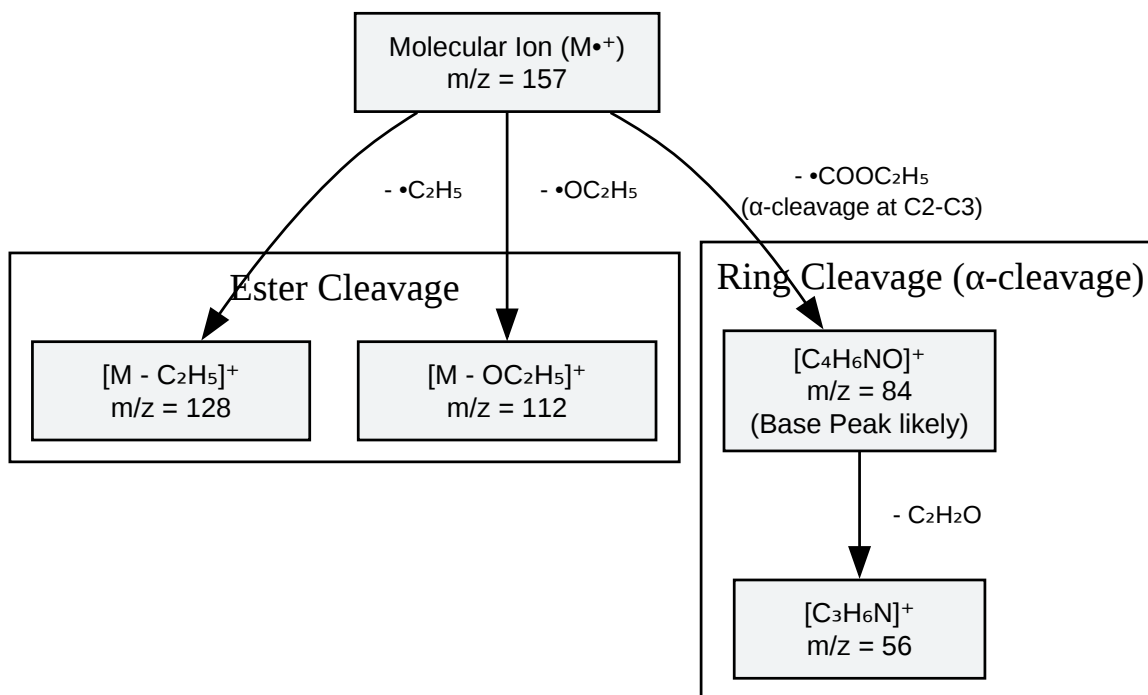 Molecular Ion (M•⁺)
m/z = 157
- •C₂H₅
- •OC₂H₅
- •COOC₂H₅
(α-cleavage at C2-C3)
Ester Cleavage
Ring Cleavage (α-cleavage)
[M - C₂H₅]⁺
m/z = 128
[M - OC₂H₅]⁺
m/z = 112
[C₄H₆NO]⁺
m/z = 84
(Base Peak likely)
- C₂H₂O
[C₃H₆N]⁺
m/z = 56